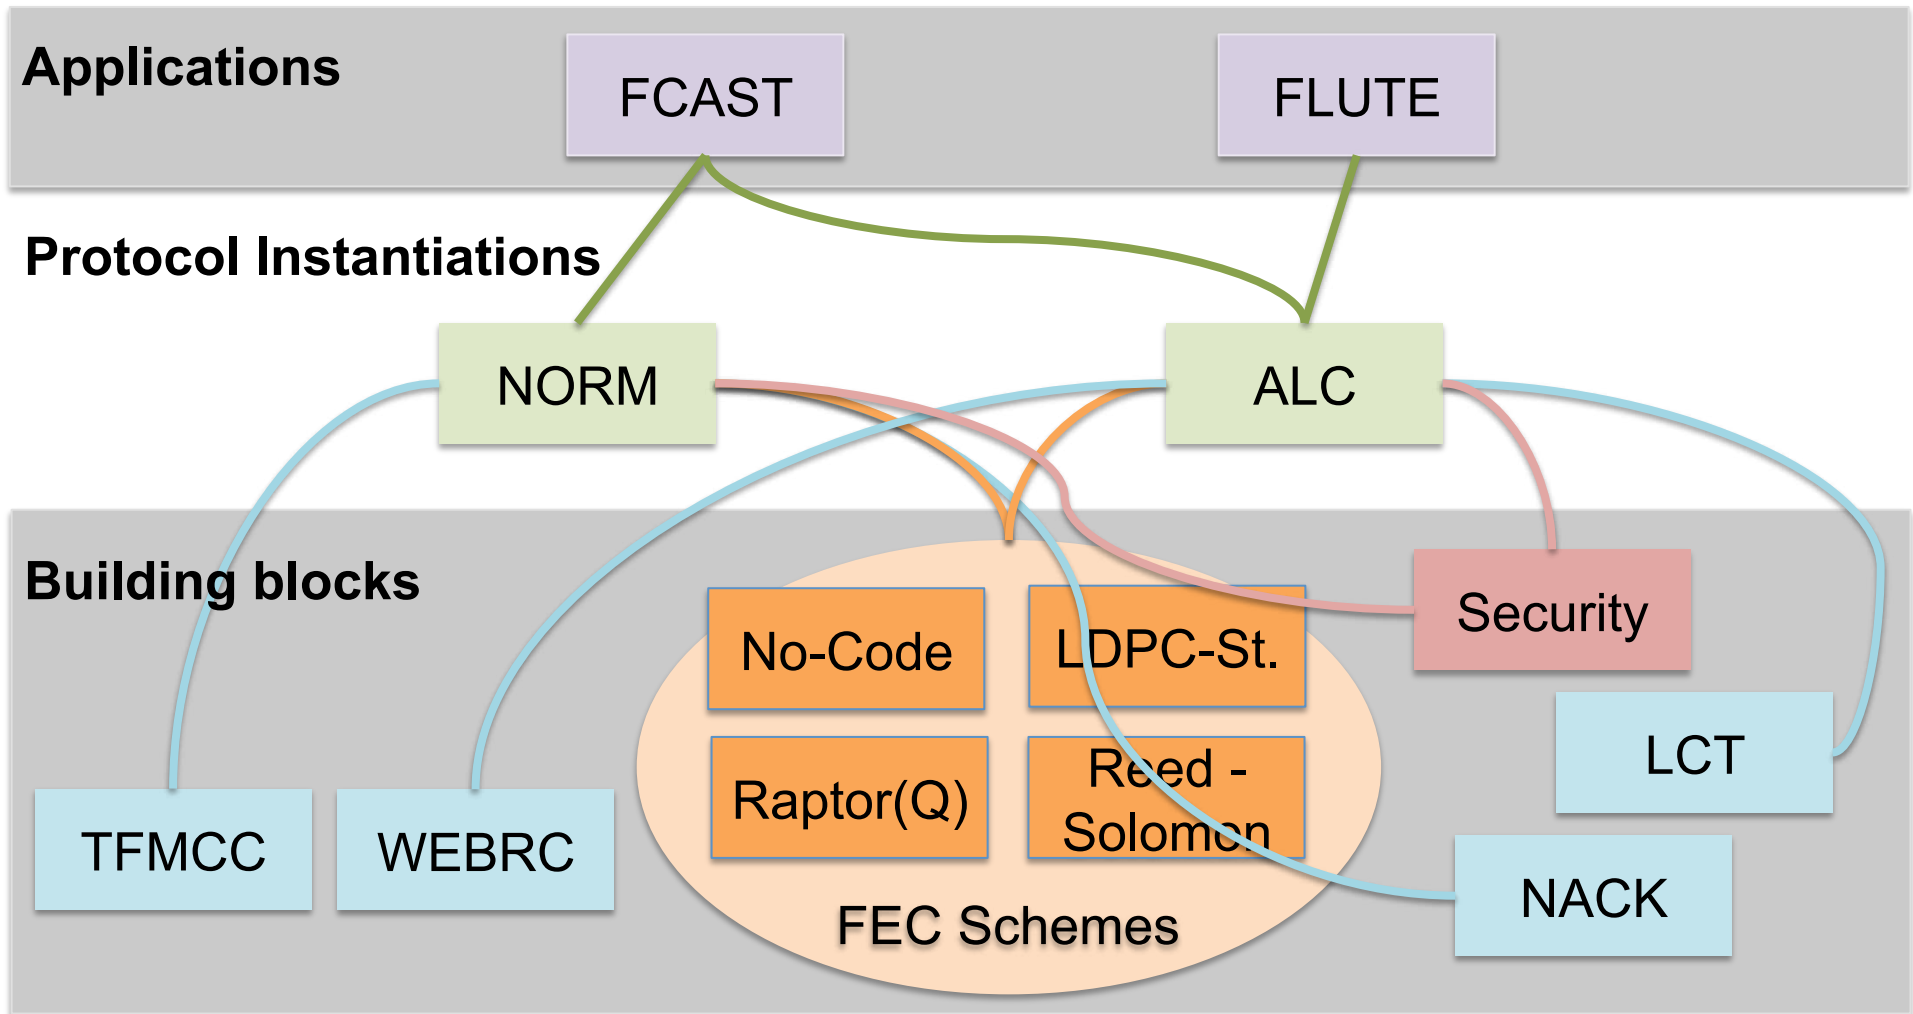 Applications
FCAST
FLUTE
Protocol Instantiations
NORM
ALC
Building blocks
No-Code
LDPC-St.
Security
Raptor(Q)
Reed -
Solomon
LCT
TFMCC
WEBRC
NACK
FEC Schemes